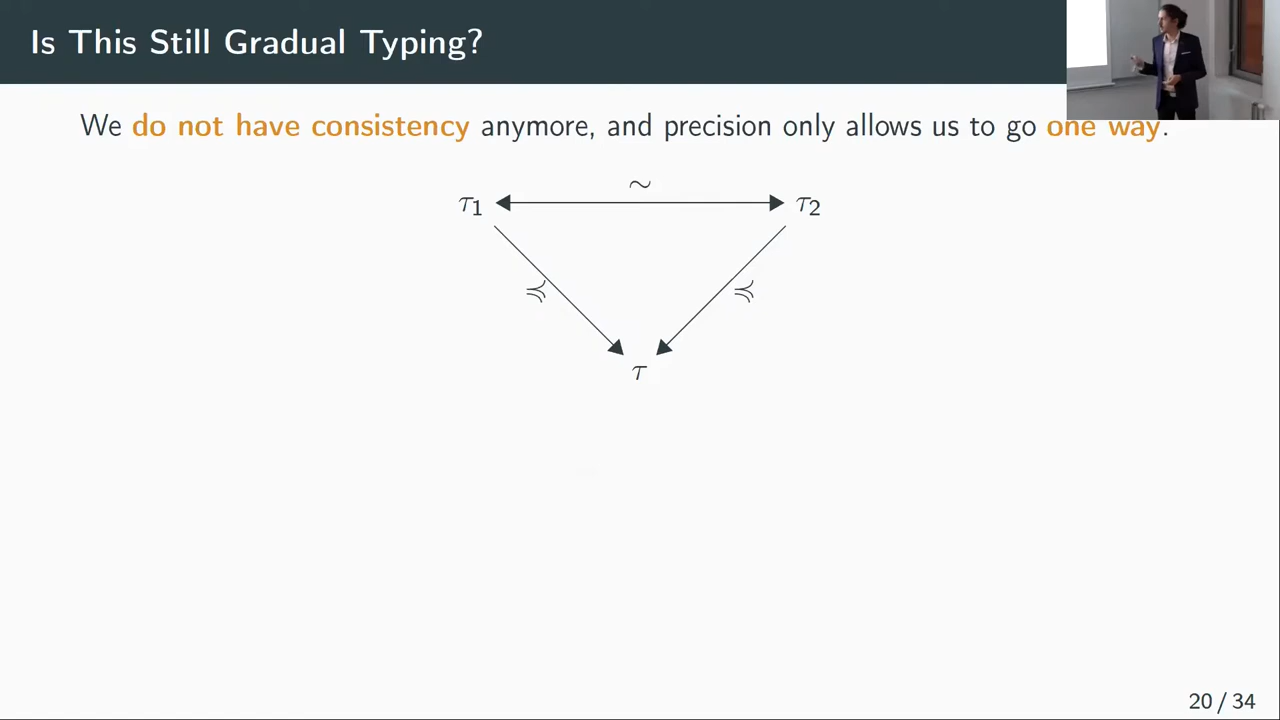 Is This Still Gradual Typing?
We do not have consistency anymore, and precision only allows us to go one way.
∼
τ1 τ2
≼ ≼
τ
20 / 34